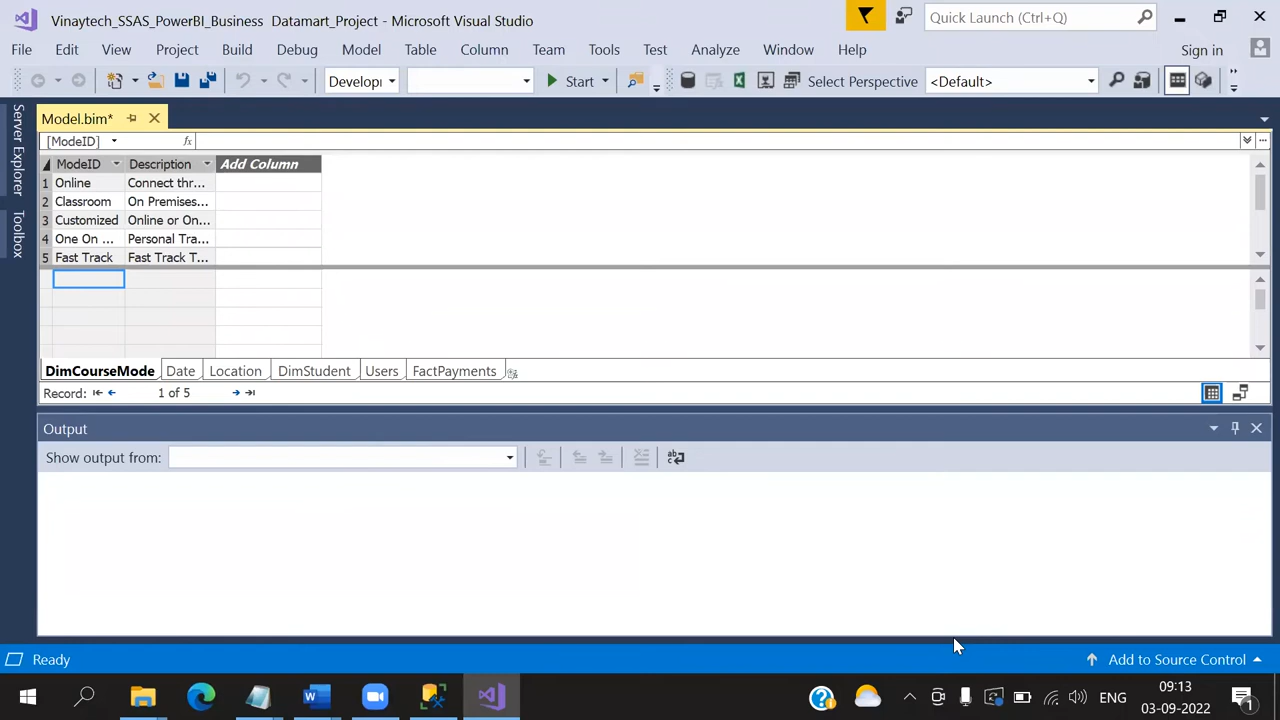 Vinaytech_SSAS_PowerBI_Business Datamart_Project - Microsoft Visual Studio
Quick Launch (Ctrl+Q)
File Edit View Project Build Debug Model Table Column Team Tools Test Analyze Window Help Sign in
Developı Start Select Perspective <Default>
Server Explorer
Toolbox
Model.bim*
[ModeID] fx
ModeID Description Add Column
1 Online Connect thr...
2 Classroom On Premises...
3 Customized Online or On...
4 One On ... Personal Tra...
5 Fast Track Fast Track T...
DimCourseMode Date Location DimStudent Users FactPayments
Record: 1 of 5
Output
Show output from:
Ready Add to Source Control
ENG
09:13
03-09-2022
1